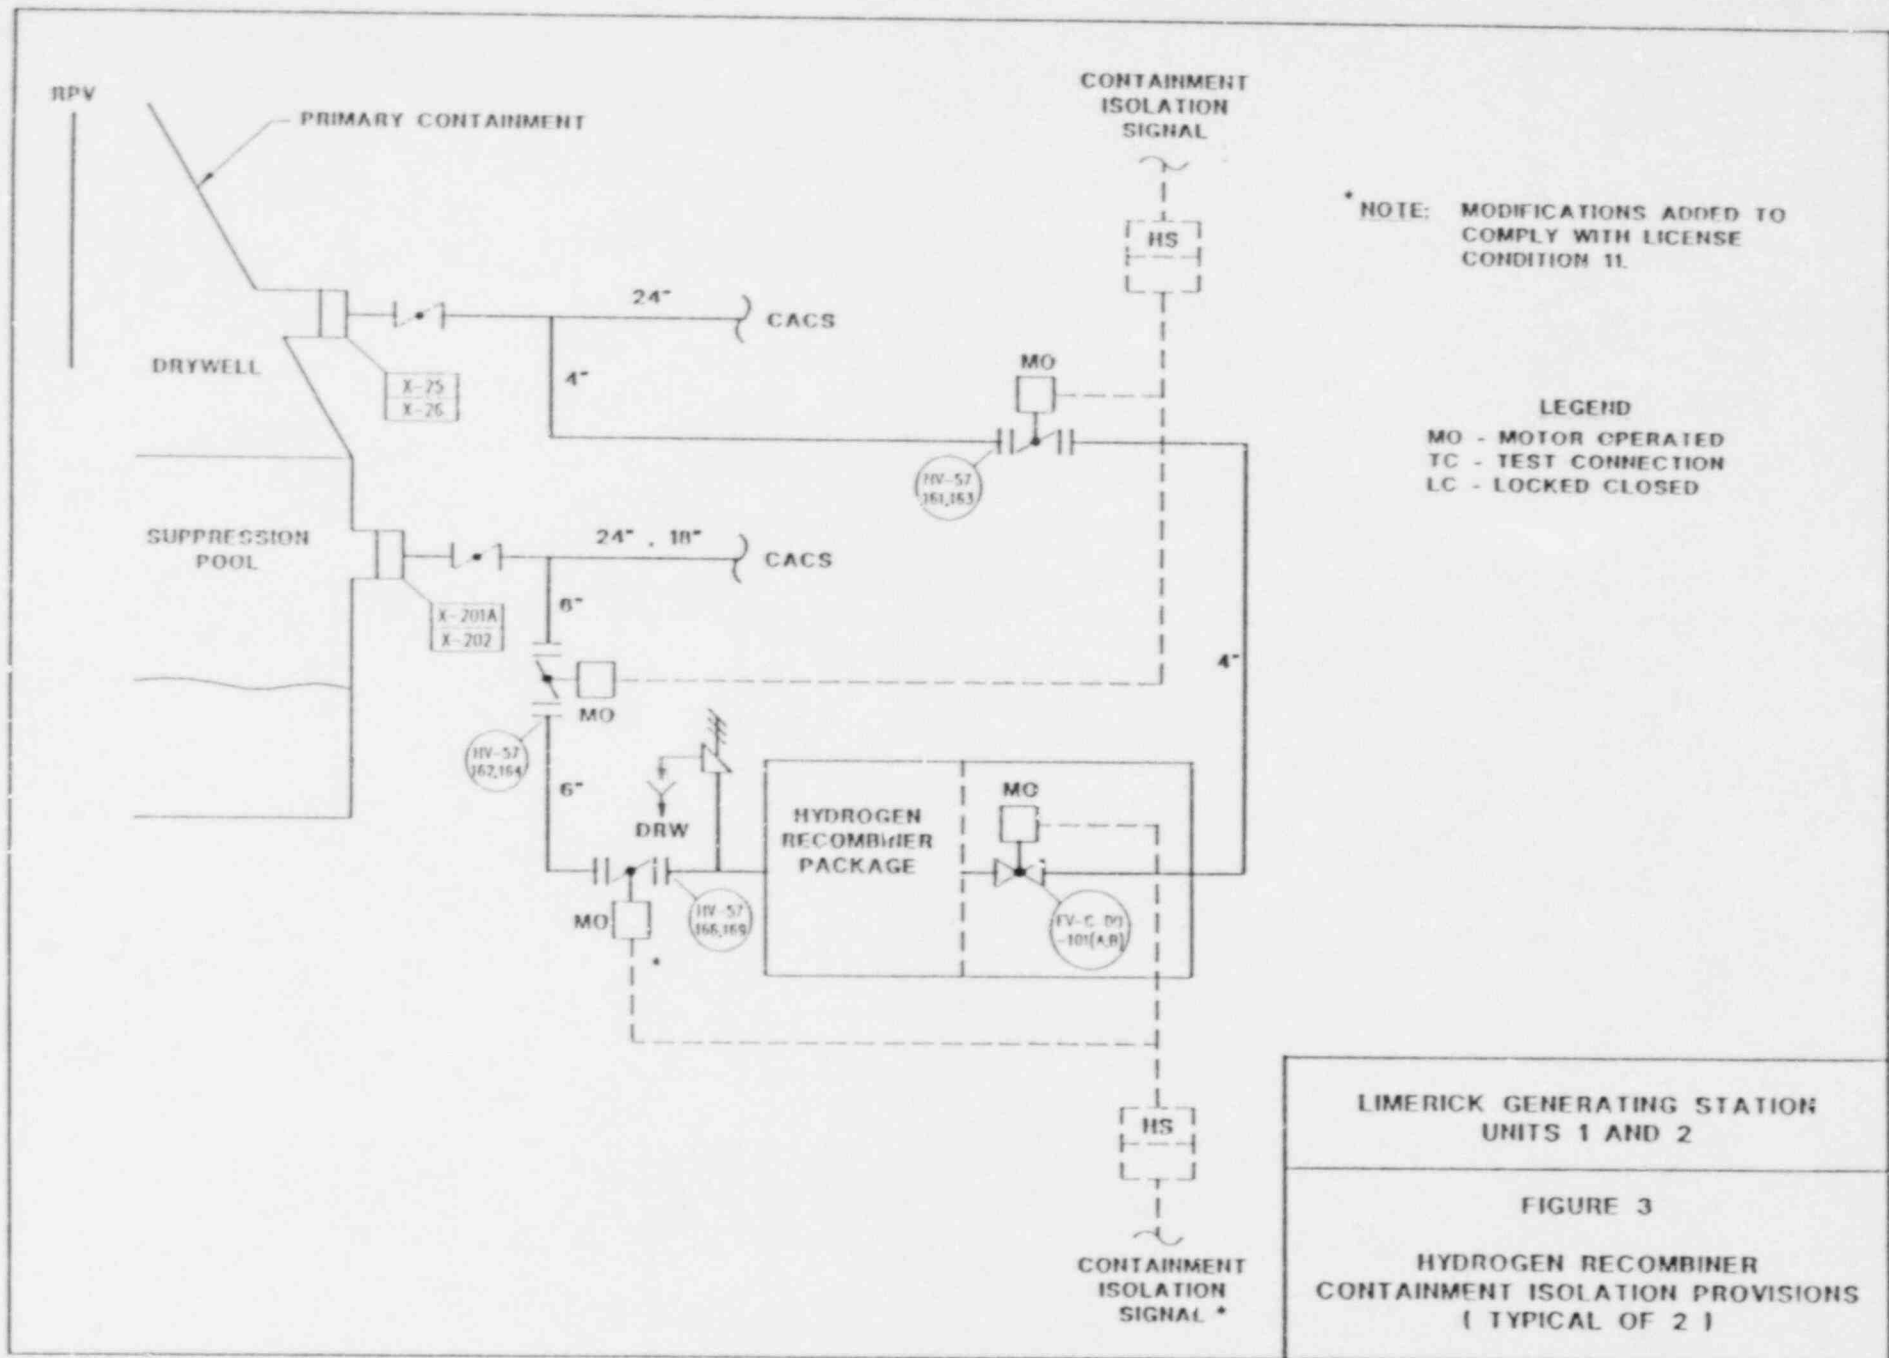 RPV
PRIMARY CONTAINMENT
CONTAINMENT
ISOLATION
SIGNAL
HS
* NOTE: MODIFICATIONS ADDED TO
COMPLY WITH LICENSE
CONDITION 11.
24"
CACS
DRYWELL
X-25
X-26
4"
MO
HV-57
161,163
LEGEND
MO - MOTOR OPERATED
TC - TEST CONNECTION
LC - LOCKED CLOSED
SUPPRESSION
POOL
24" . 18"
CACS
X-201A
X-202
6"
MO
4"
HV-57
162,164
6"
DRW
HYDROGEN
RECOMBINER
PACKAGE
MO
MO
HV-57
166,169
-101(A,B)
*
HS
CONTAINMENT
ISOLATION
SIGNAL *
LIMERICK GENERATING STATION
UNITS 1 AND 2
FIGURE 3
HYDROGEN RECOMBINER
CONTAINMENT ISOLATION PROVISIONS
( TYPICAL OF 2 )